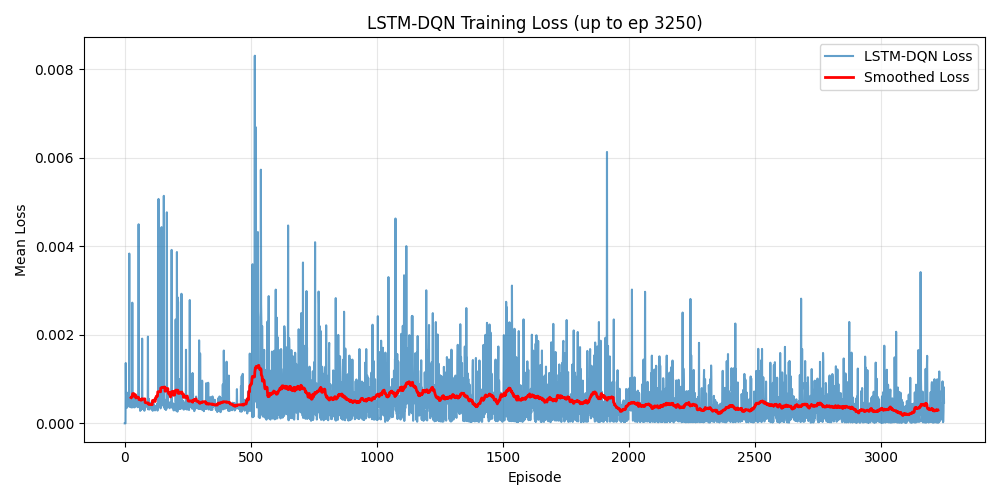 LSTM-DQN Training Loss (up to ep 3250)
LSTM-DQN Loss
Smoothed Loss
Mean Loss
0.008
0.006
0.004
0.002
0.000
0 500 1000 1500 2000 2500 3000
Episode